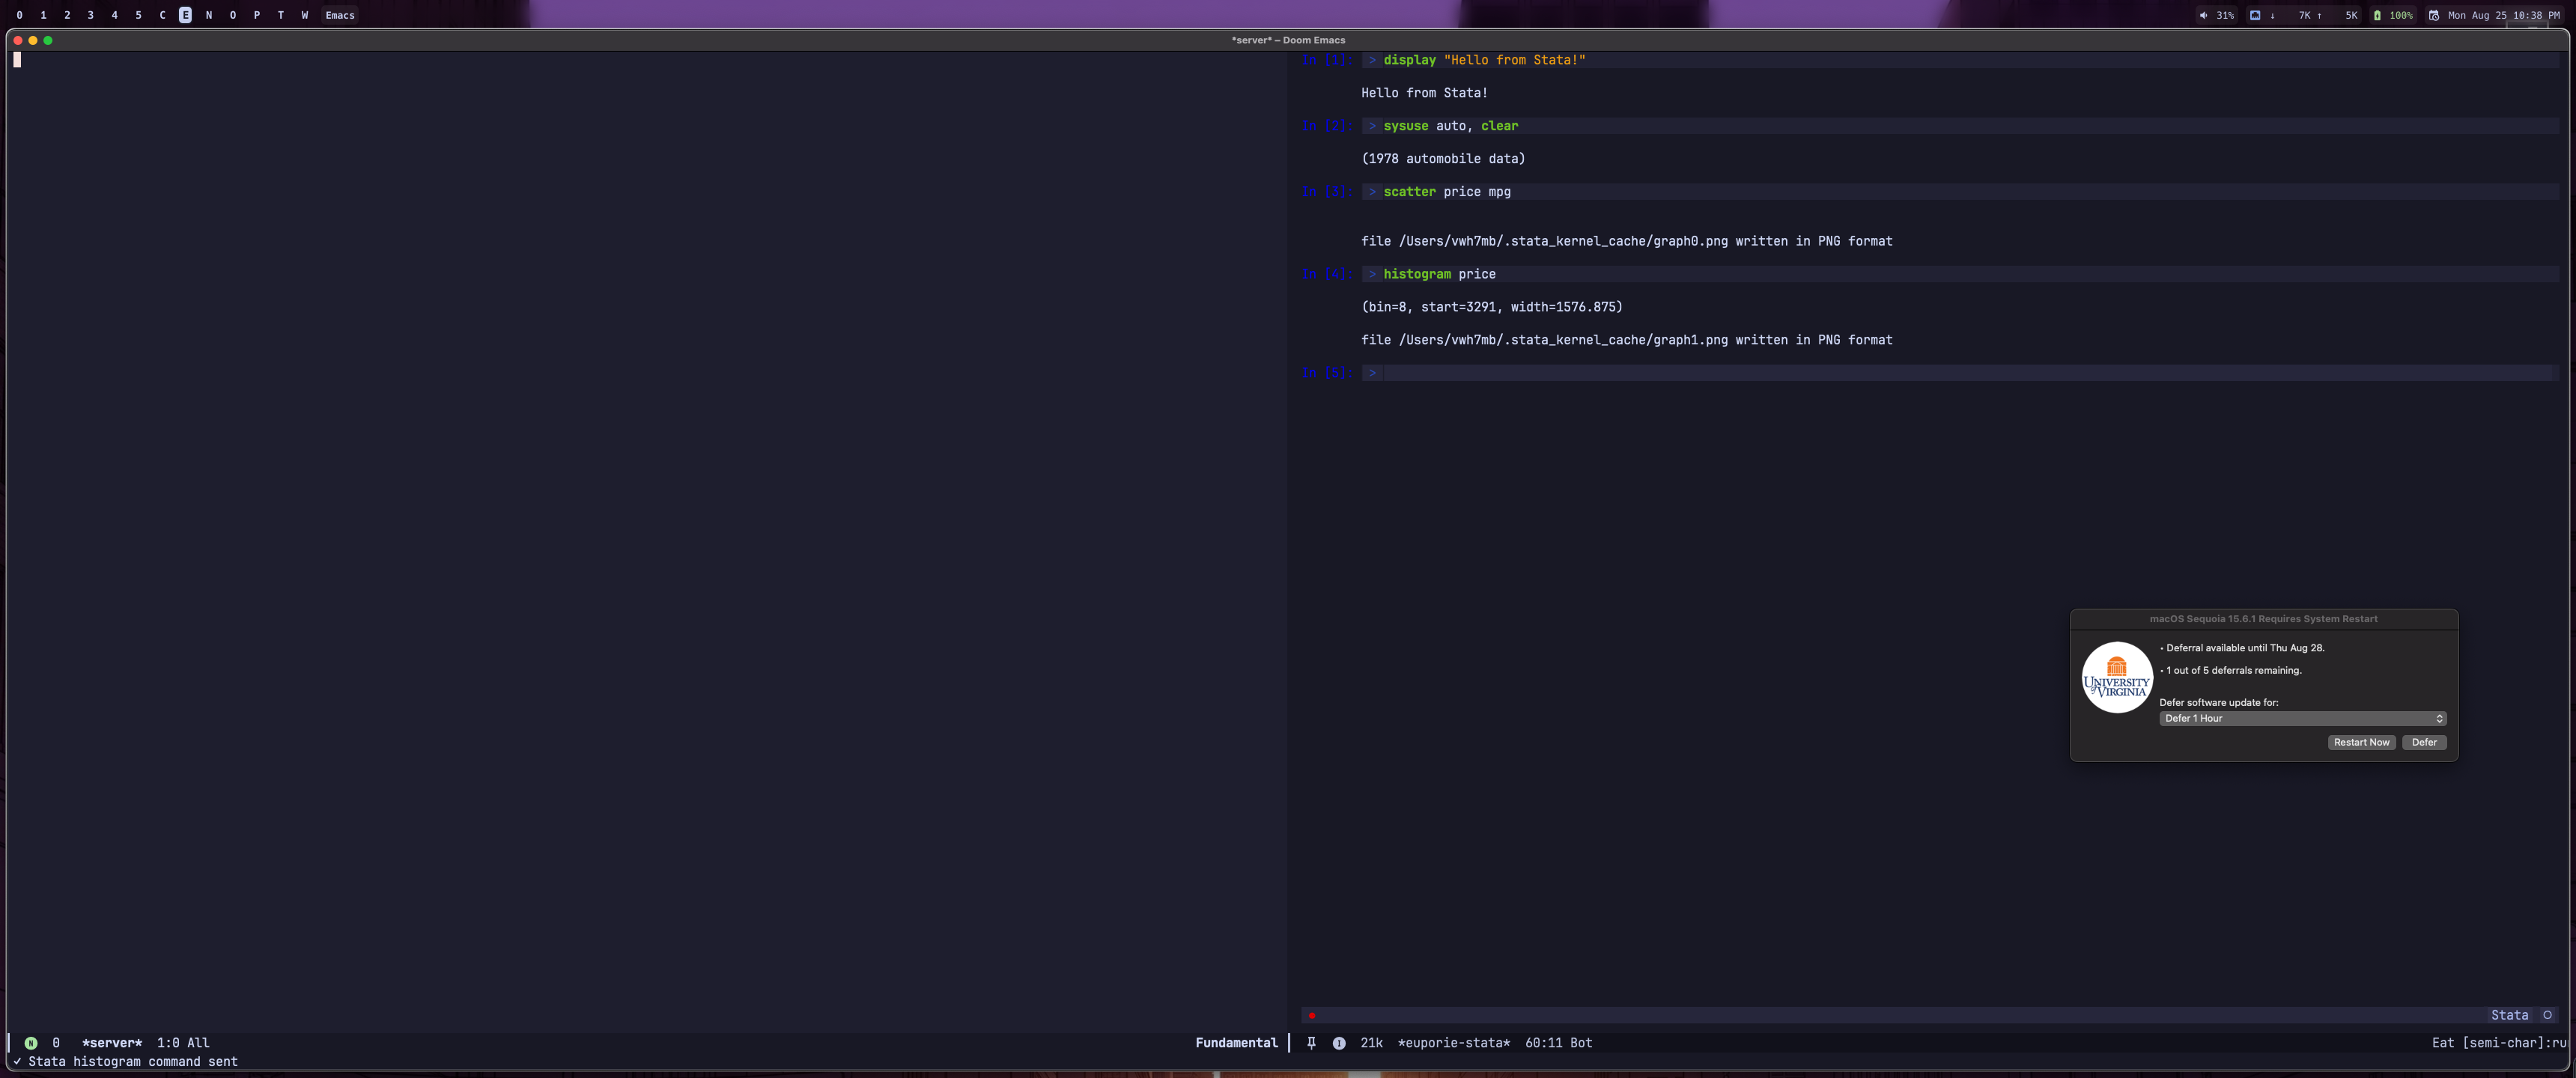 0 1 2 3 4 5 C E N O P T W Emacs
31% ↓ 7K ↑ 5K 100% Mon Aug 25 10:38 PM
*server* – Doom Emacs
In [1]: > display "Hello from Stata!"
Hello from Stata!
In [2]: > sysuse auto, clear
(1978 automobile data)
In [3]: > scatter price mpg
file /Users/vwh7mb/.stata_kernel_cache/graph0.png written in PNG format
In [4]: > histogram price
(bin=8, start=3291, width=1576.875)
file /Users/vwh7mb/.stata_kernel_cache/graph1.png written in PNG format
In [5]: >
macOS Sequoia 15.6.1 Requires System Restart
• Deferral available until Thu Aug 28.
• 1 out of 5 deferrals remaining.
UNIVERSITY
of VIRGINIA
Defer software update for:
Defer 1 Hour
Restart Now Defer
Stata
N 0 *server* 1:0 All Fundamental
I 21k *euporie-stata* 60:11 Bot Eat [semi-char]:ru
✓ Stata histogram command sent